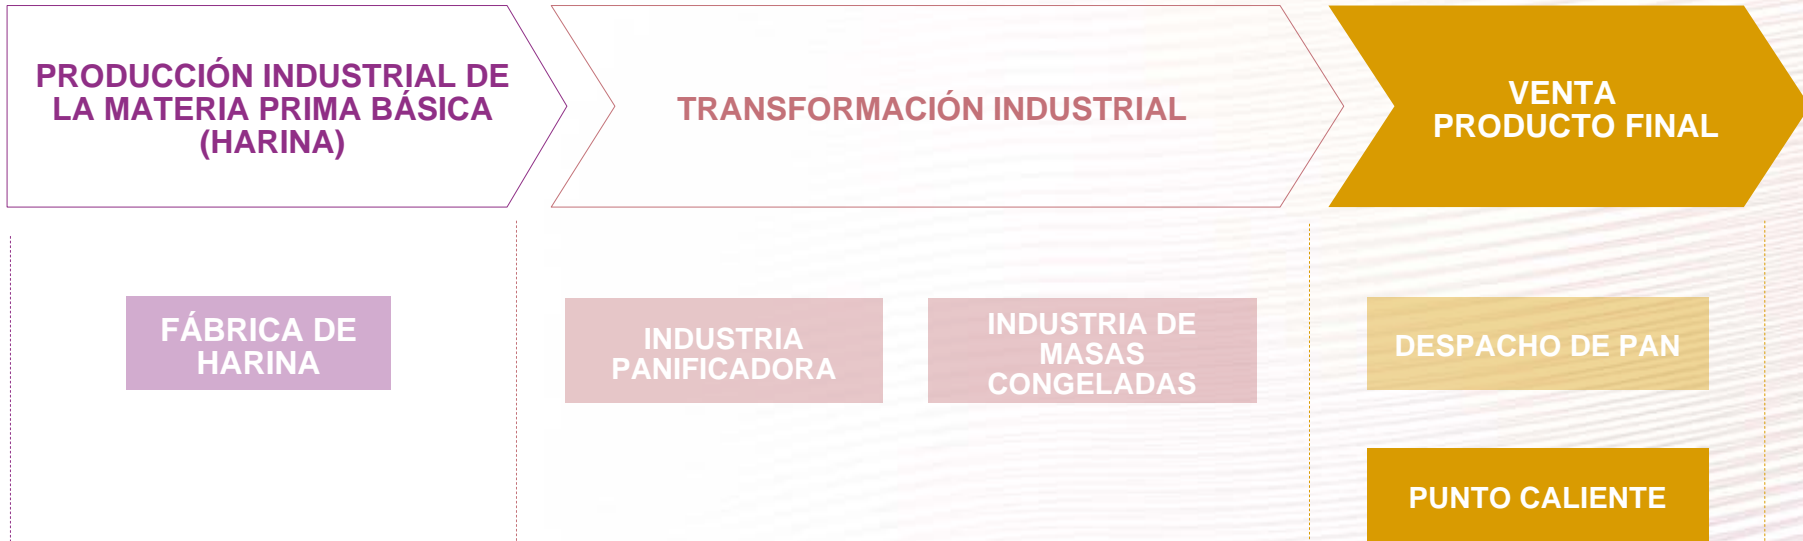 PRODUCCIÓN INDUSTRIAL DE
LA MATERIA PRIMA BÁSICA
(HARINA)
TRANSFORMACIÓN INDUSTRIAL
VENTA
PRODUCTO FINAL
FÁBRICA DE
HARINA
INDUSTRIA
PANIFICADORA
INDUSTRIA DE
MASAS
CONGELADAS
DESPACHO DE PAN
PUNTO CALIENTE